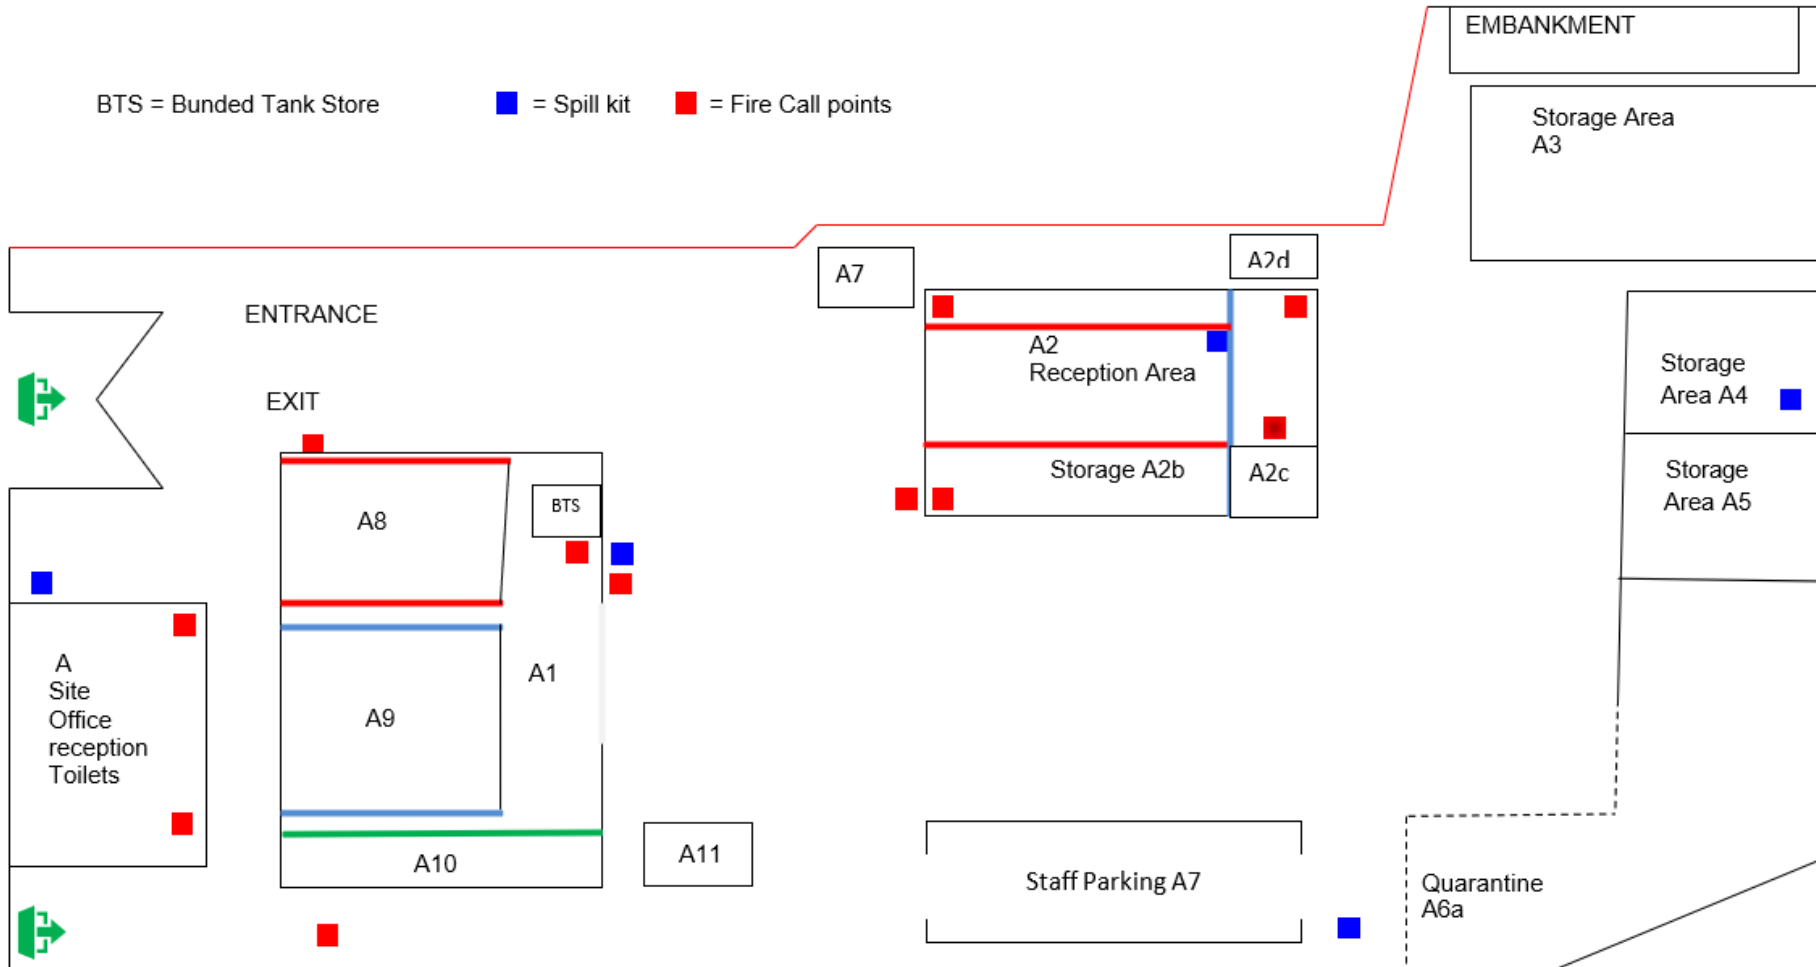 EMBANKMENT
BTS = Bunded Tank Store
= Spill kit
= Fire Call points
Storage Area
A3
A7
A2d
ENTRANCE
A2
Reception Area
Storage
Area A4
EXIT
Storage A2b
A2c
Storage
Area A5
BTS
A8
A
Site
Office
reception
Toilets
A1
A9
A10
A11
Staff Parking A7
Quarantine
A6a